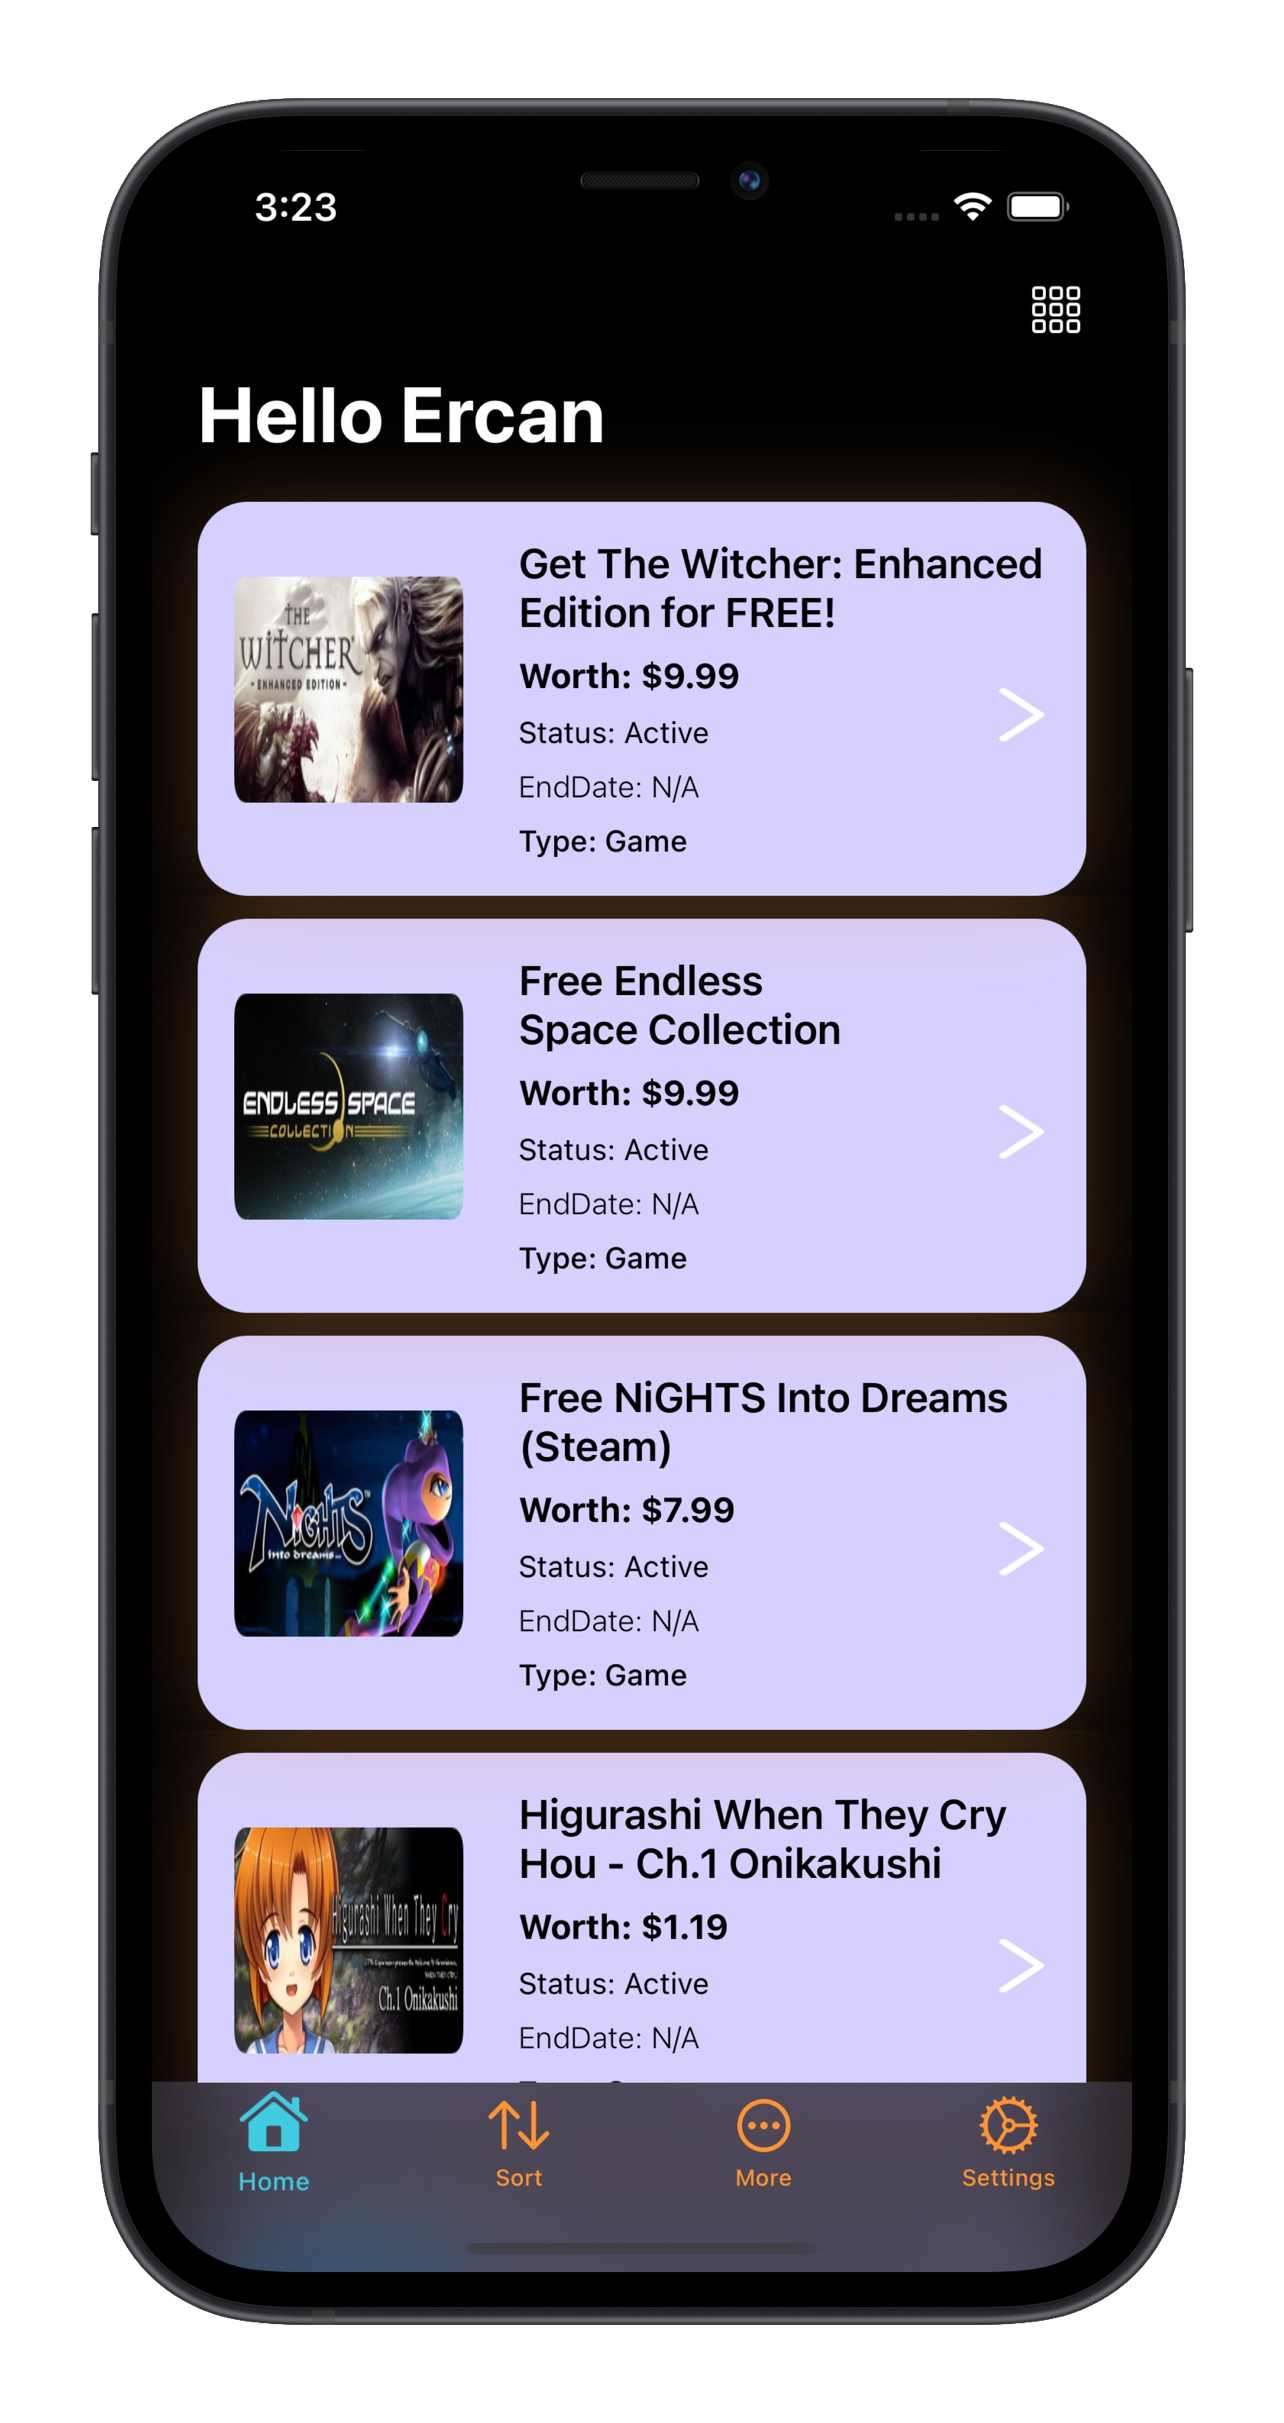 3:23
Hello Ercan
THE
WITCHER
- ENHANCED EDITION -
Get The Witcher: Enhanced
Edition for FREE!
Worth: $9.99
Status: Active
EndDate: N/A
Type: Game
ENDLESS SPACE
COLLECTION
Free Endless
Space Collection
Worth: $9.99
Status: Active
EndDate: N/A
Type: Game
NiGHTS™
into dreams...
Free NiGHTS Into Dreams
(Steam)
Worth: $7.99
Status: Active
EndDate: N/A
Type: Game
Higurashi When They Cry
Ch.1 Onikakushi
Higurashi When They Cry
Hou - Ch.1 Onikakushi
Worth: $1.19
Status: Active
EndDate: N/A
Home
Sort
More
Settings